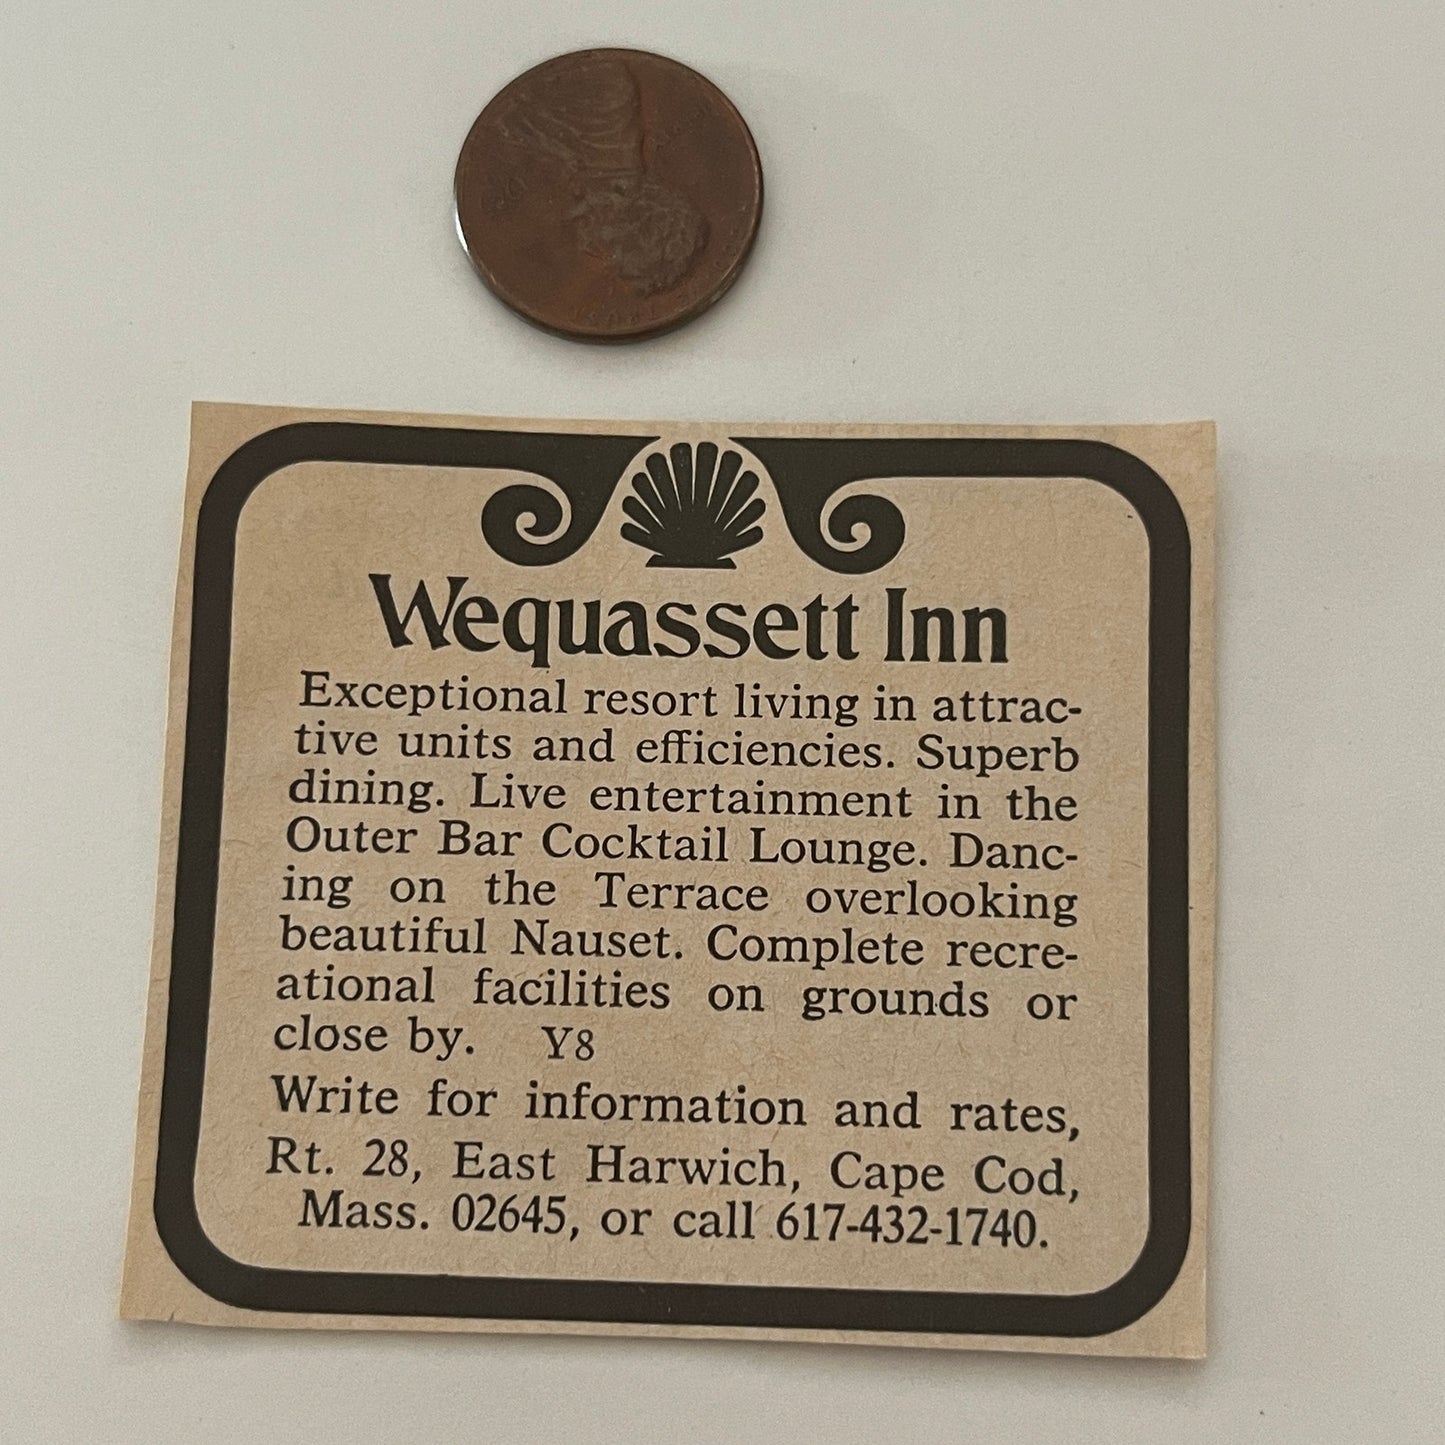 Wequassett Inn
Exceptional resort living in attrac-
tive units and efficiencies. Superb
dining. Live entertainment in the
Outer Bar Cocktail Lounge. Danc-
ing on the Terrace overlooking
beautiful Nauset. Complete recre-
ational facilities on grounds or
close by. Y8
Write for information and rates,
Rt. 28, East Harwich, Cape Cod,
Mass. 02645, or call 617-432-1740.